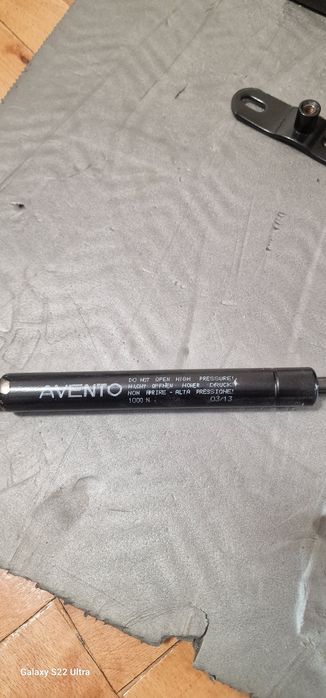 AVENTO
DO NOT OPEN HIGH PRESSURE!
NICHT OFFNEN HOHER DRUCK!
NON APRIRE - ALTA PRESSIONE!
1000 N 03/13
Galaxy S22 Ultra